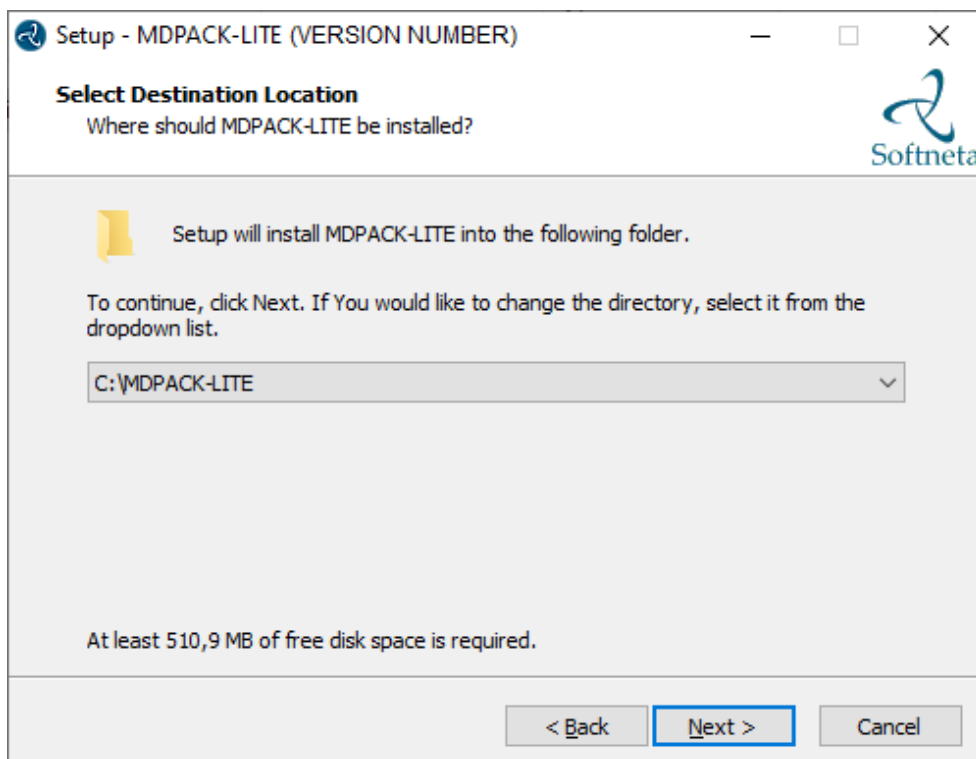 Setup - MDPACK-LITE (VERSION NUMBER)
Select Destination Location
Where should MDPACK-LITE be installed?
Softneta
Setup will install MDPACK-LITE into the following folder.
To continue, click Next. If You would like to change the directory, select it from the
dropdown list.
C:\MDPACK-LITE
At least 510,9 MB of free disk space is required.
< Back
Next >
Cancel